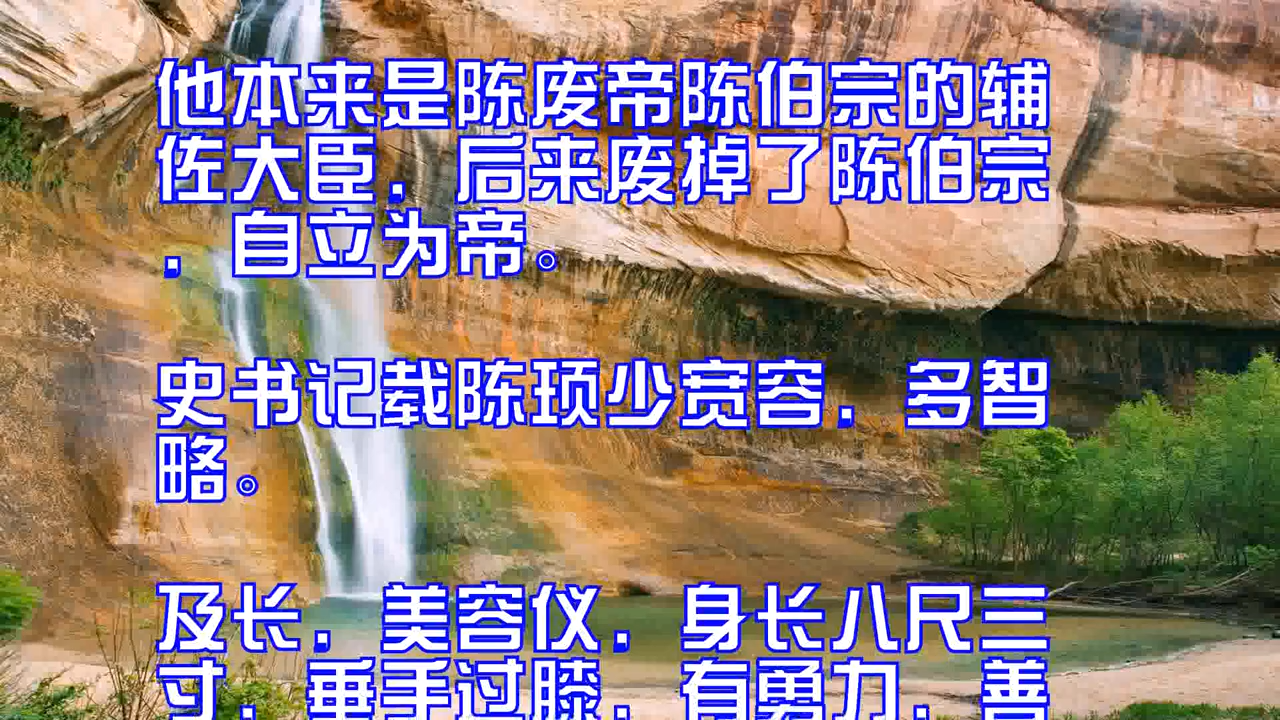 他本来是陈废帝陈伯宗的辅
佐大臣，后来废掉了陈伯宗
，自立为帝。
史书记载陈顼少宽容，多智
略。
及长，美容仪，身长八尺三
寸，垂手过膝，有勇力，善